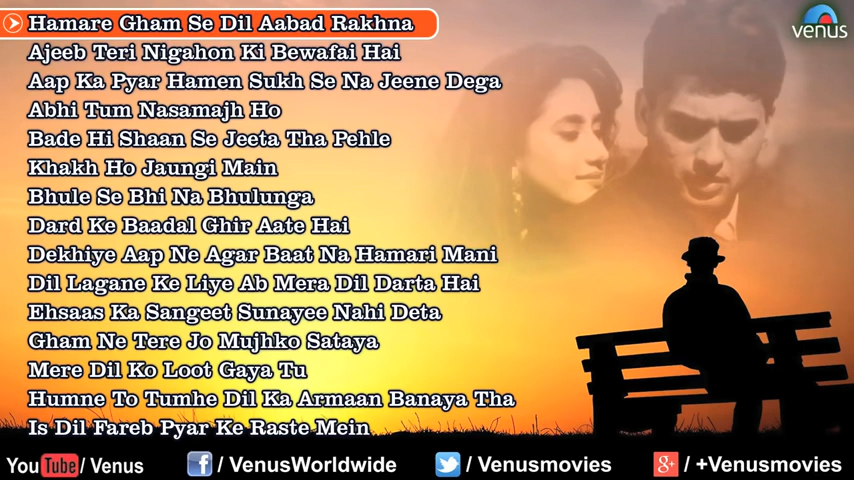 Hamare Gham Se Dil Aabad Rakhna
venus
Ajeeb Teri Nigahon Ki Bewafai Hai
Aap Ka Pyar Hamen Sukh Se Na Jeene Dega
Abhi Tum Nasamajh Ho
Bade Hi Shaan Se Jeeta Tha Pehle
Khakh Ho Jaungi Main
Bhule Se Bhi Na Bhulunga
Dard Ke Baadal Ghir Aate Hai
Dekhiye Aap Ne Agar Baat Na Hamari Mani
Dil Lagane Ke Liye Ab Mera Dil Darta Hai
Ehsaas Ka Sangeet Sunayee Nahi Deta
Gham Ne Tere Jo Mujhko Sataya
Mere Dil Ko Loot Gaya Tu
Humne To Tumhe Dil Ka Armaan Banaya Tha
Is Dil Fareb Pyar Ke Raste Mein
You Tube / Venus f / VenusWorldwide / Venusmovies g+ / +Venusmovies